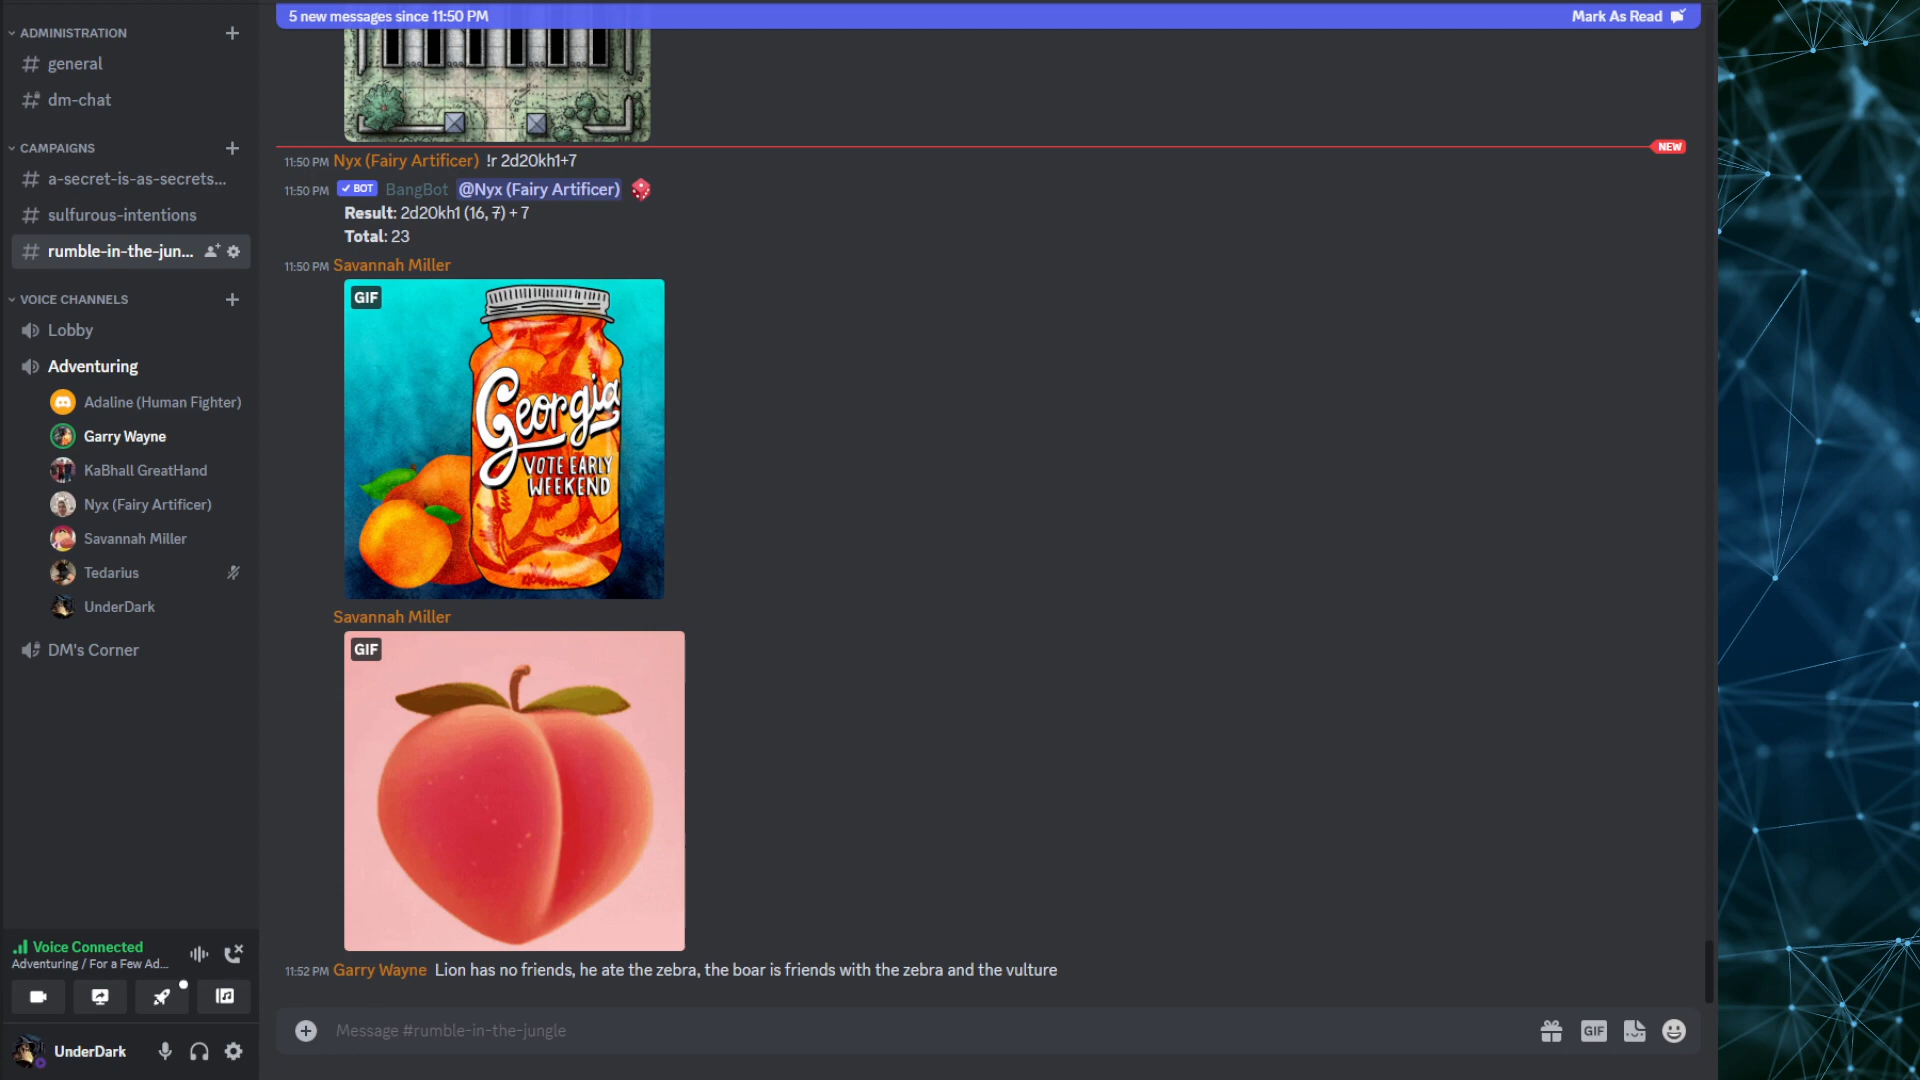 ADMINISTRATION
general
dm-chat
CAMPAIGNS
a-secret-is-as-secrets...
sulfurous-intentions
rumble-in-the-jun...
VOICE CHANNELS
Lobby
Adventuring
Adaline (Human Fighter)
Garry Wayne
KaBhall GreatHand
Nyx (Fairy Artificer)
Savannah Miller
Tedarius
UnderDark
DM's Corner
Voice Connected
Adventuring / For a Few Ad...
UnderDark
5 new messages since 11:50 PM
Mark As Read
NEW
11:50 PM Nyx (Fairy Artificer) !r 2d20kh1+7
11:50 PM ✓ BOT BangBot @Nyx (Fairy Artificer)
Result: 2d20kh1 (16, 7) + 7
Total: 23
11:50 PM Savannah Miller
GIF
Georgia
VOTE EARLY
WEEKEND
Savannah Miller
GIF
11:52 PM Garry Wayne Lion has no friends, he ate the zebra, the boar is friends with the zebra and the vulture
Message #rumble-in-the-jungle
GIF